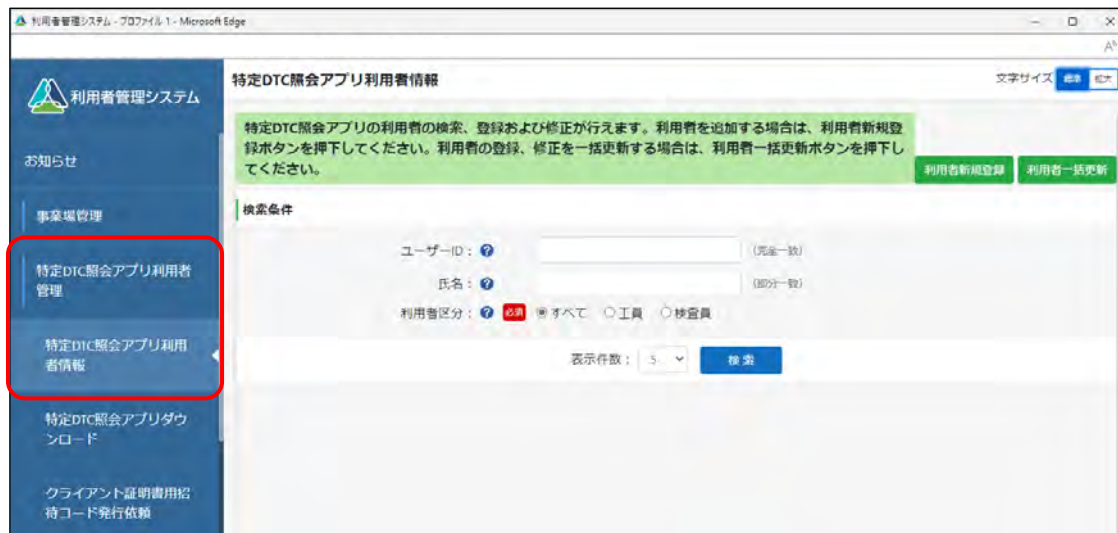 利用者管理システム - プロファイル 1 - Microsoft Edge
利用者管理システム
お知らせ
事業場管理
特定DTC照会アプリ利用者
管理
特定DTC照会アプリ利用
者情報
特定DTC照会アプリダウ
ンロード
クライアント証明書用招
待コード発行依頼
特定DTC照会アプリ利用者情報
文字サイズ 標準 拡大
特定DTC照会アプリの利用者の検索、登録および修正が行えます。利用者を追加する場合は、利用者新規登
録ボタンを押下してください。利用者の登録、修正を一括更新する場合は、利用者一括更新ボタンを押下し
てください。
利用者新規登録 利用者一括更新
検索条件
ユーザーID: (完全一致)
氏名: (部分一致)
利用者区分: 必須 すべて 工員 検査員
表示件数: 5 検索